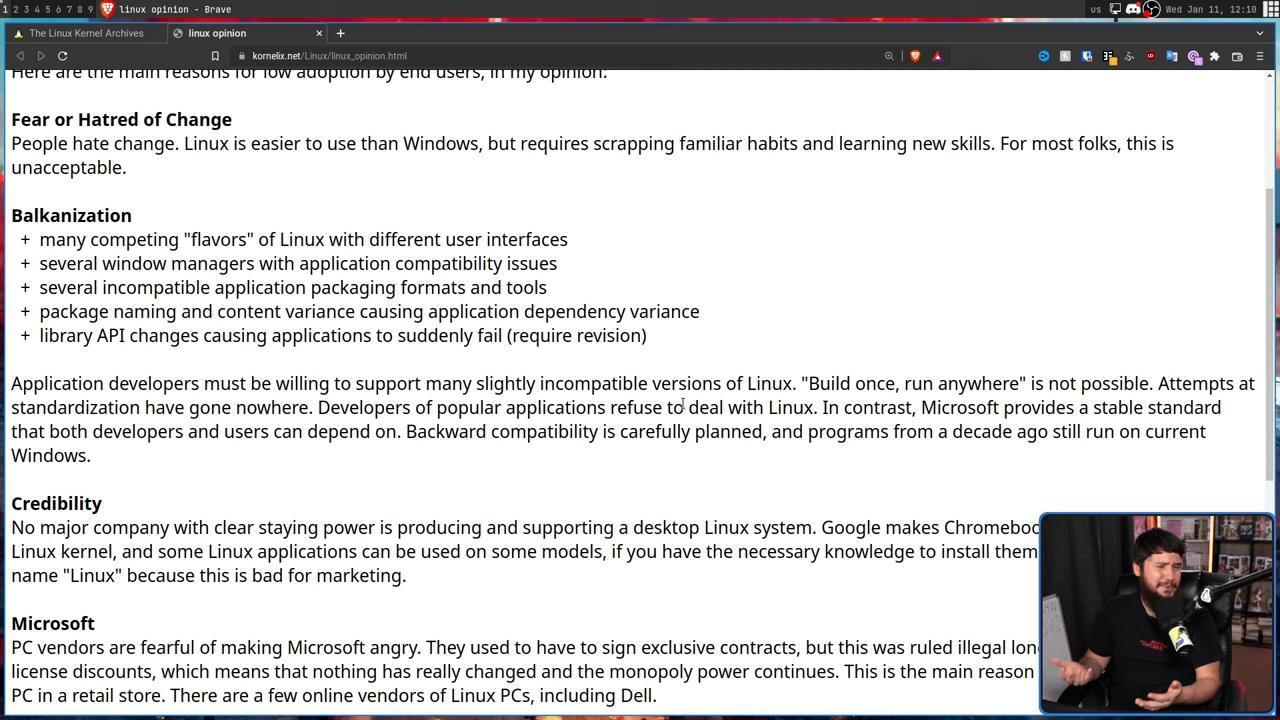 1 2 3 4 5 6 7 8 9 linux opinion - Brave
us Wed Jan 11, 12:10
The Linux Kernel Archives
linux opinion
kornelix.net/Linux/linux_opinion.html
Here are the main reasons for low adoption by end users, in my opinion:
Fear or Hatred of Change
People hate change. Linux is easier to use than Windows, but requires scrapping familiar habits and learning new skills. For most folks, this is
unacceptable.
Balkanization
+ many competing "flavors" of Linux with different user interfaces
+ several window managers with application compatibility issues
+ several incompatible application packaging formats and tools
+ package naming and content variance causing application dependency variance
+ library API changes causing applications to suddenly fail (require revision)
Application developers must be willing to support many slightly incompatible versions of Linux. "Build once, run anywhere" is not possible. Attempts at
standardization have gone nowhere. Developers of popular applications refuse to deal with Linux. In contrast, Microsoft provides a stable standard
that both developers and users can depend on. Backward compatibility is carefully planned, and programs from a decade ago still run on current
Windows.
Credibility
No major company with clear staying power is producing and supporting a desktop Linux system. Google makes
Linux kernel, and some Linux applications can be used on some models, if you have the necessary knowledge to install them
name "Linux" because this is bad for marketing.
Microsoft
PC vendors are fearful of making Microsoft angry. They used to have to sign exclusive contracts, but this was ruled illegal
license discounts, which means that nothing has really changed and the monopoly power continues. This is the main reason
PC in a retail store. There are a few online vendors of Linux PCs, including Dell.